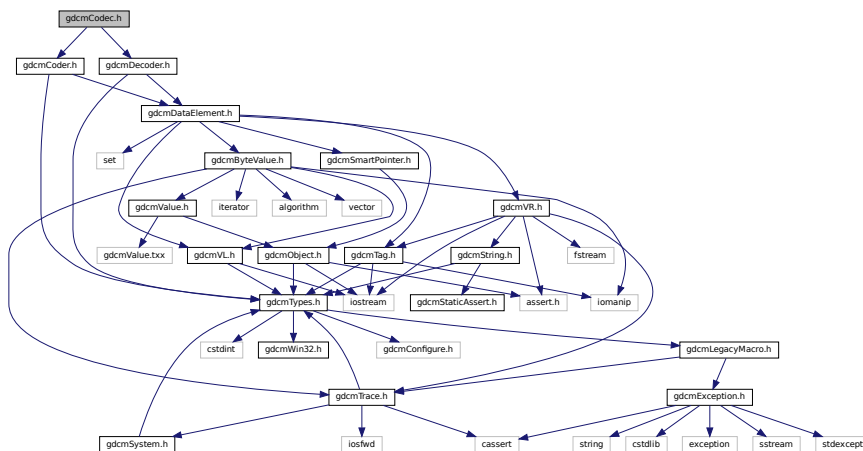 gdcmCodec.h
gdcmCoder.h gdcmDecoder.h
gdcmDataElement.h
set gdcmByteValue.h gdcmSmartPointer.h
gdcmValue.h iterator algorithm vector gdcmVR.h
gdcmValue.txx gdcmVL.h gdcmObject.h gdcmTag.h gdcmString.h fstream
gdcmTypes.h iostream gdcmStaticAssert.h assert.h iomanip
cstdint gdcmWin32.h gdcmConfigure.h gdcmLegacyMacro.h
gdcmTrace.h gdcmException.h
gdcmSystem.h iosfwd cassert string cstdlib exception sstream stdexcept